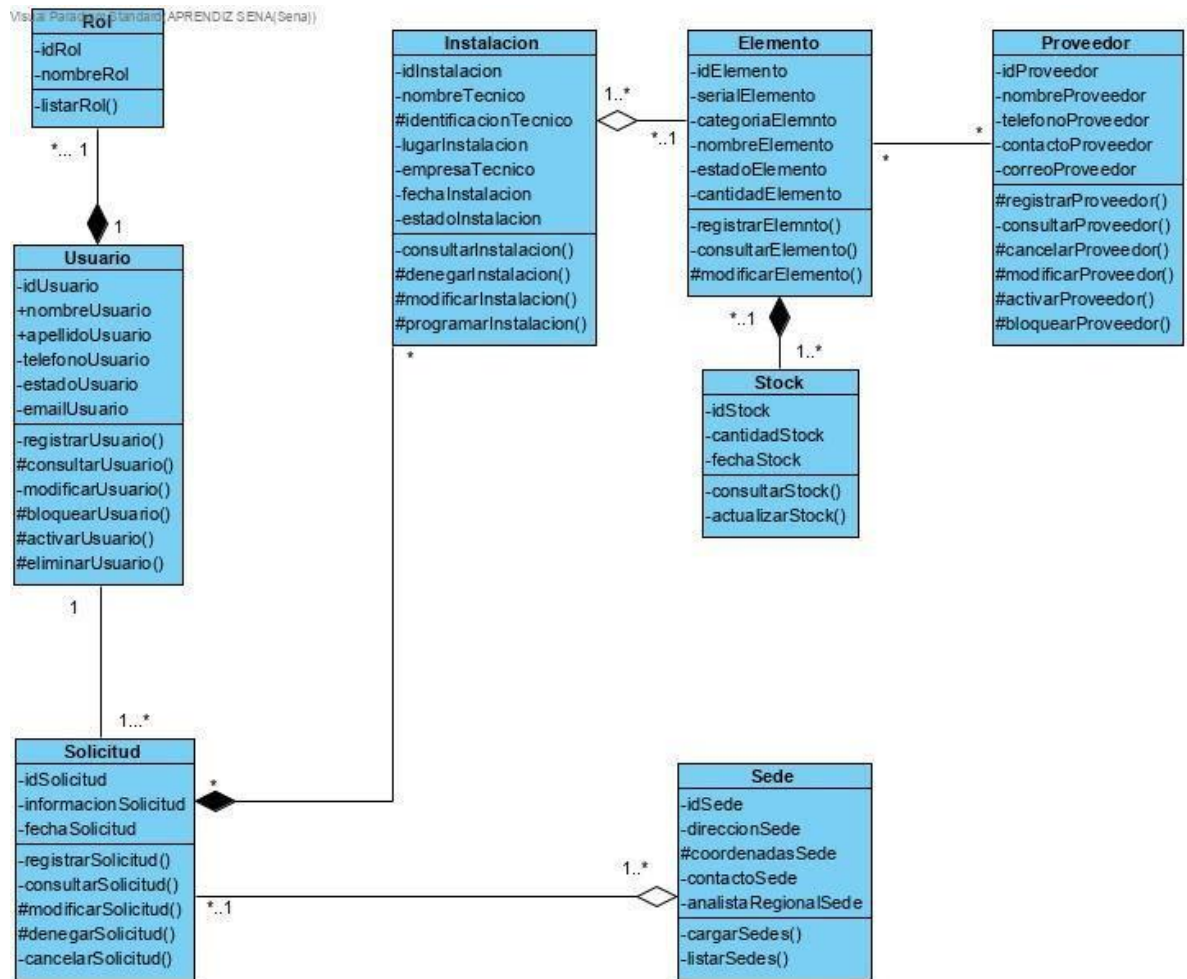 Visual Paradigm Standard(APRENDIZ SENA(Sena))
Rol
-idRol
-nombreRol
-listarRol()
*... 1
1
Usuario
-idUsuario
+nombreUsuario
+apellidoUsuario
-telefonoUsuario
-estadoUsuario
-emailUsuario
-registrarUsuario()
#consultarUsuario()
-modificarUsuario()
#bloquearUsuario()
#activarUsuario()
#eliminarUsuario()
1
1...*
Solicitud
-idSolicitud
-informacionSolicitud
-fechaSolicitud
-registrarSolicitud()
-consultarSolicitud()
#modificarSolicitud()
#denegarSolicitud()
-cancelarSolicitud()
*
*..1
Instalacion
-idInstalacion
-nombreTecnico
#identificacionTecnico
-lugarInstalacion
-empresaTecnico
-fechaInstalacion
-estadoInstalacion
-consultarInstalacion()
#denegarInstalacion()
#modificarInstalacion()
#programarInstalacion()
*
1..*
*..1
Elemento
-idElemento
-serialElemento
-categoriaElemnto
-nombreElemento
-estadoElemento
-cantidadElemento
-registrarElemnto()
-consultarElemento()
#modificarElemento()
*
*
*..1
1..*
Stock
-idStock
-cantidadStock
-fechaStock
-consultarStock()
-actualizarStock()
Proveedor
-idProveedor
-nombreProveedor
-telefonoProveedor
-contactoProveedor
-correoProveedor
#registrarProveedor()
-consultarProveedor()
#cancelarProveedor()
#modificarProveedor()
#activarProveedor()
#bloquearProveedor()
1..*
Sede
-idSede
-direccionSede
#coordenadasSede
-contactoSede
-analistaRegionalSede
-cargarSedes()
-listarSedes()